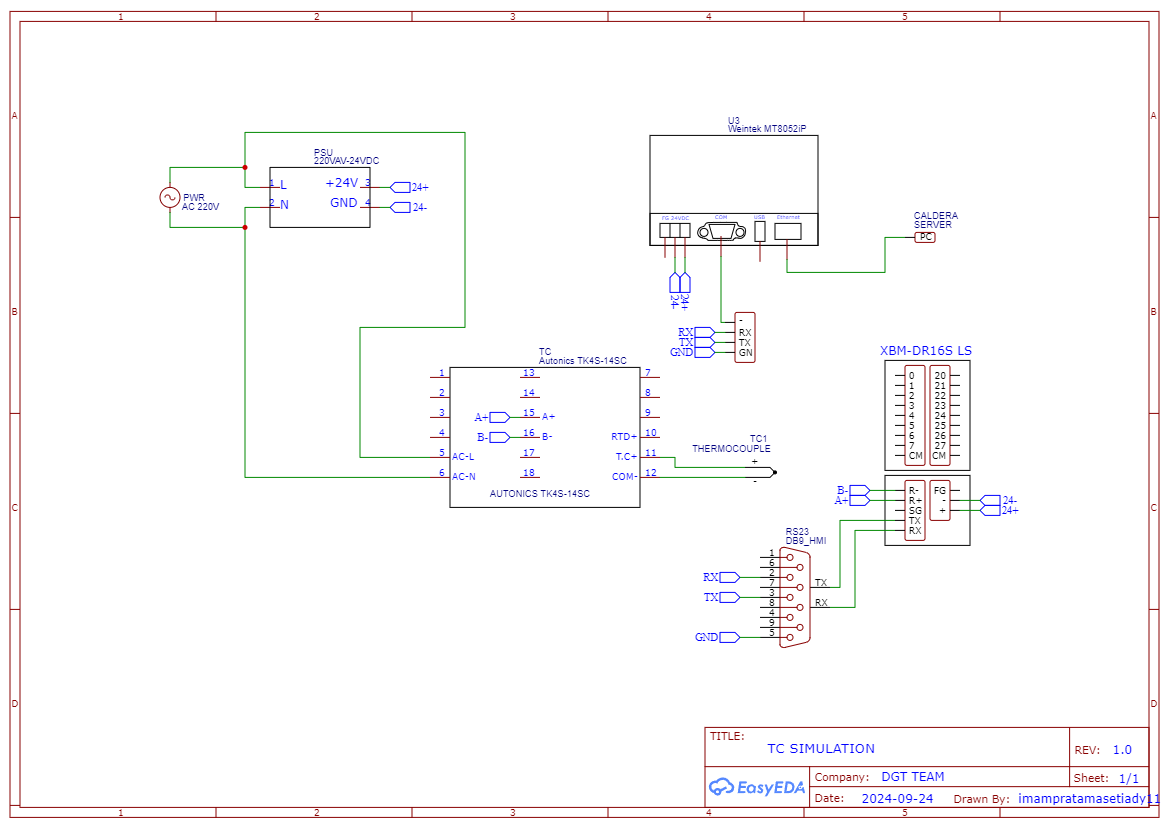 1 2 3 4 5
A
A
U3
Weintek MT8052iP
PSU
220VAV-24VDC
1 L
+24V 3
24+
2 N
GND 4
24-
PWR
AC 220V
FG 24VDC
COM
USB
Ethernet
CALDERA
SERVER
PC
24-
24+
B
B
-
RX RX
TX TX
GND GN
TC
Autonics TK4S-14SC
1 13 7
2 14 8
3 A+ 15 A+ 9
4 B- 16 B- RTD+ 10
5 AC-L 17 T.C+ 11
6 AC-N 18 COM- 12
AUTONICS TK4S-14SC
TC1
THERMOCOUPLE
+
-
XBM-DR16S LS
0 20
1 21
2 22
3 23
4 24
5 25
6 26
7 27
CM CM
C
C
B- R- FG
A+ R+ - 24-
SG + 24+
TX
RX
RS23
DB9_HMI
1
6
RX 2
7 TX
TX 3
8 RX
4
9
GND 5
D
D
TITLE:
TC SIMULATION
REV: 1.0
EasyEDA
Company: DGT TEAM
Sheet: 1/1
Date: 2024-09-24
Drawn By: imampratamasetiady11
1 2 3 4 5